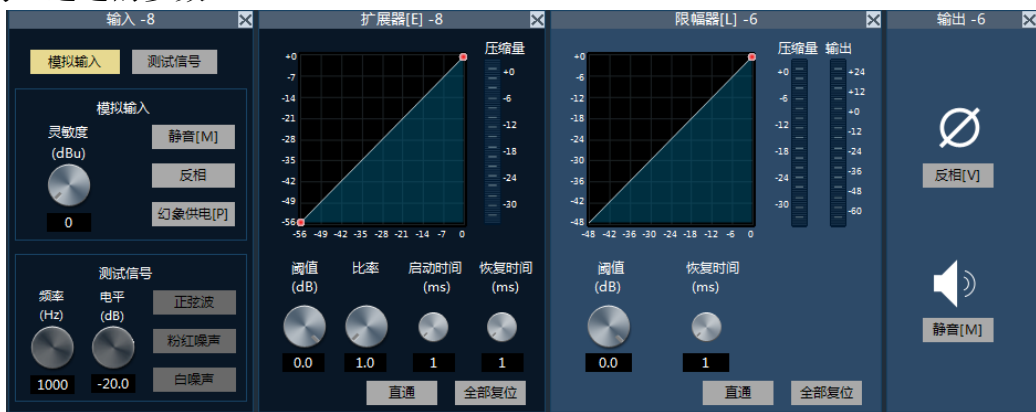 输入 -8
模拟输入 测试信号
模拟输入
灵敏度
(dBu)
0
静音[M]
反相
幻象供电[P]
测试信号
频率
(Hz)
1000
电平
(dB)
-20.0
正弦波
粉红噪声
白噪声
扩展器[E] -8
+0
-7
-14
-21
-28
-35
-42
-49
-56
-56 -49 -42 -35 -28 -21 -14 -7 0
压缩量
+0
-6
-12
-18
-24
-30
阈值 比率 启动时间 恢复时间
(dB) (ms) (ms)
0.0 1.0 1 1
直通 全部复位
限幅器[L] -6
+0
-6
-12
-18
-24
-30
-36
-42
-48
-48 -42 -36 -30 -24 -18 -12 -6 0
压缩量 输出
+0
-6
-12
-18
-24
-30
+24
+12
+0
-12
-24
-36
-48
-60
阈值 恢复时间
(dB) (ms)
0.0 1
直通 全部复位
输出 -6
反相[V]
静音[M]